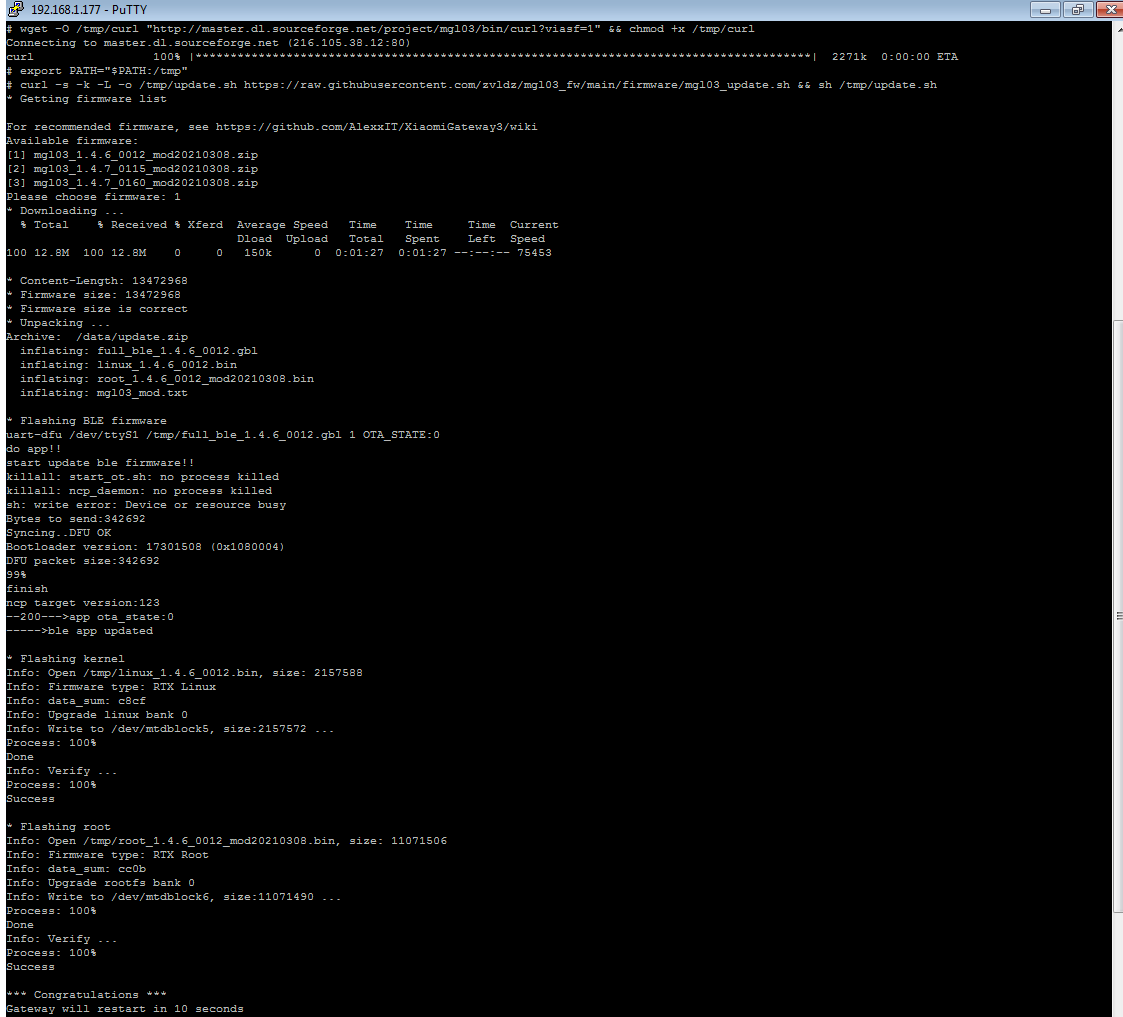 192.168.1.177 - PuTTY
# wget -O /tmp/curl "http://master.dl.sourceforge.net/project/mgl03/bin/curl?viasf=1" && chmod +x /tmp/curl
Connecting to master.dl.sourceforge.net (216.105.38.12:80)
curl                 100% |*****************************************************************************************|  2271k  0:00:00 ETA
# export PATH="$PATH:/tmp"
# curl -s -k -L -o /tmp/update.sh https://raw.githubusercontent.com/zvldz/mgl03_fw/main/firmware/mgl03_update.sh && sh /tmp/update.sh
* Getting firmware list
For recommended firmware, see https://github.com/AlexxIT/XiaomiGateway3/wiki
Available firmware:
[1] mgl03_1.4.6_0012_mod20210308.zip
[2] mgl03_1.4.7_0115_mod20210308.zip
[3] mgl03_1.4.7_0160_mod20210308.zip
Please choose firmware: 1
* Downloading ...
  % Total    % Received % Xferd  Average Speed   Time    Time     Time  Current
                                 Dload  Upload   Total   Spent    Left  Speed
100 12.8M  100 12.8M    0     0   150k      0  0:01:27  0:01:27 --:--:-- 75453
* Content-Length: 13472968
* Firmware size: 13472968
* Firmware size is correct
* Unpacking ...
Archive:  /data/update.zip
  inflating: full_ble_1.4.6_0012.gbl
  inflating: linux_1.4.6_0012.bin
  inflating: root_1.4.6_0012_mod20210308.bin
  inflating: mgl03_mod.txt
* Flashing BLE firmware
uart-dfu /dev/ttyS1 /tmp/full_ble_1.4.6_0012.gbl 1 OTA_STATE:0
do app!!
start update ble firmware!!
killall: start_ot.sh: no process killed
killall: ncp_daemon: no process killed
sh: write error: Device or resource busy
Bytes to send:342692
Syncing..DFU OK
Bootloader version: 17301508 (0x1080004)
DFU packet size:342692
99%
finish
ncp target version:123
--200--->app ota_state:0
----->ble app updated
* Flashing kernel
Info: Open /tmp/linux_1.4.6_0012.bin, size: 2157588
Info: Firmware type: RTX Linux
Info: data_sum: c8cf
Info: Upgrade linux bank 0
Info: Write to /dev/mtdblock5, size:2157572 ...
Process: 100%
Done
Info: Verify ...
Process: 100%
Success
* Flashing root
Info: Open /tmp/root_1.4.6_0012_mod20210308.bin, size: 11071506
Info: Firmware type: RTX Root
Info: data_sum: cc0b
Info: Upgrade rootfs bank 0
Info: Write to /dev/mtdblock6, size:11071490 ...
Process: 100%
Done
Info: Verify ...
Process: 100%
Success
*** Congratulations ***
Gateway will restart in 10 seconds